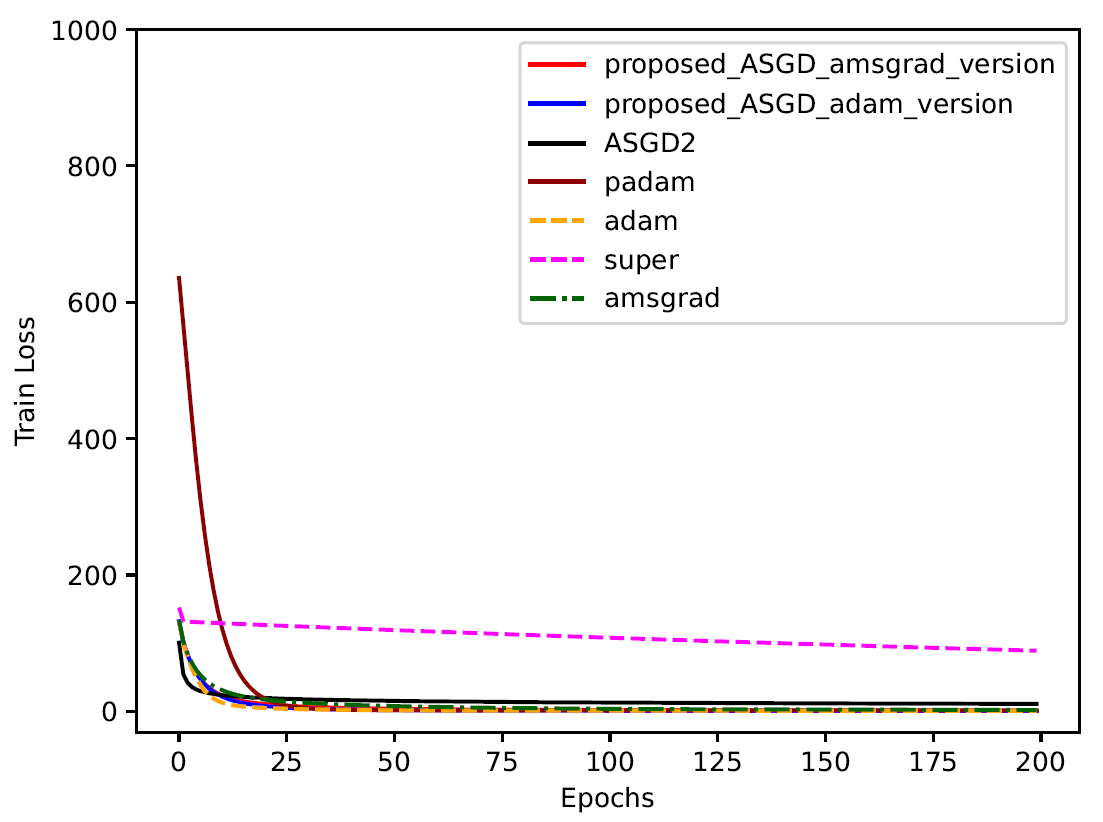 1000
800
600
400
200
0
Train Loss
proposed_ASGD_amsgrad_version
proposed_ASGD_adam_version
ASGD2
padam
adam
super
amsgrad
0 25 50 75 100 125 150 175 200
Epochs